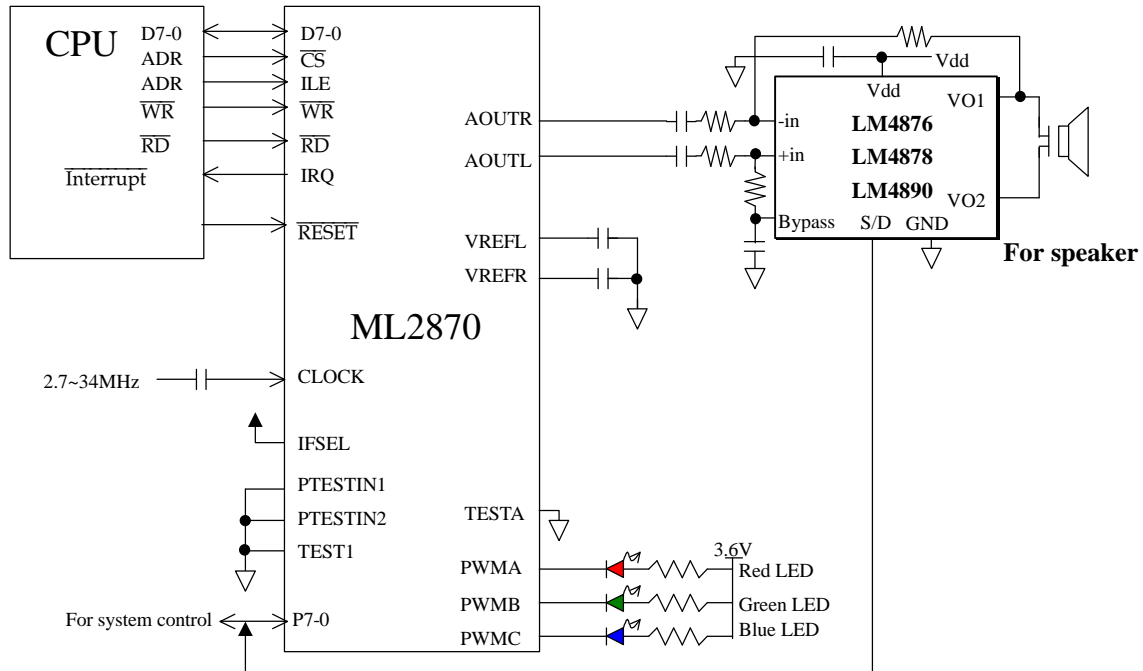 CPU
D7-0
ADR
ADR
WR
RD
Interrupt
D7-0
CS
ILE
WR
RD
IRQ
RESET
ML2870
2.7~34MHz
CLOCK
IFSEL
PTESTIN1
PTESTIN2
TEST1
For system control
P7-0
AOUTR
AOUTL
VREFL
VREFR
TESTA
PWMA
PWMB
PWMC
3.6V
Red LED
Green LED
Blue LED
Vdd
Vdd
VO1
-in
LM4876
+in
LM4878
LM4890
VO2
Bypass
S/D
GND
For speaker